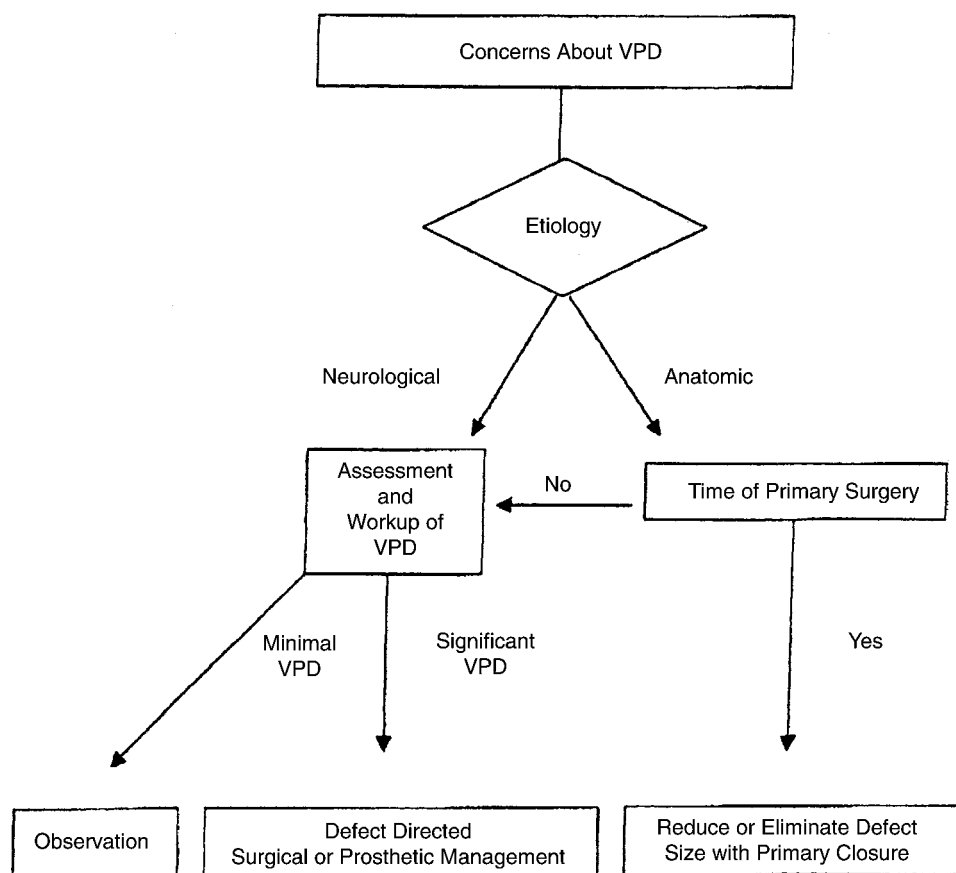 Concerns About VPD
Etiology
Neurological
Anatomic
Assessment
and
Workup of
VPD
No
Time of Primary Surgery
Minimal
VPD
Significant
VPD
Yes
Observation
Defect Directed
Surgical or Prosthetic Management
Reduce or Eliminate Defect
Size with Primary Closure